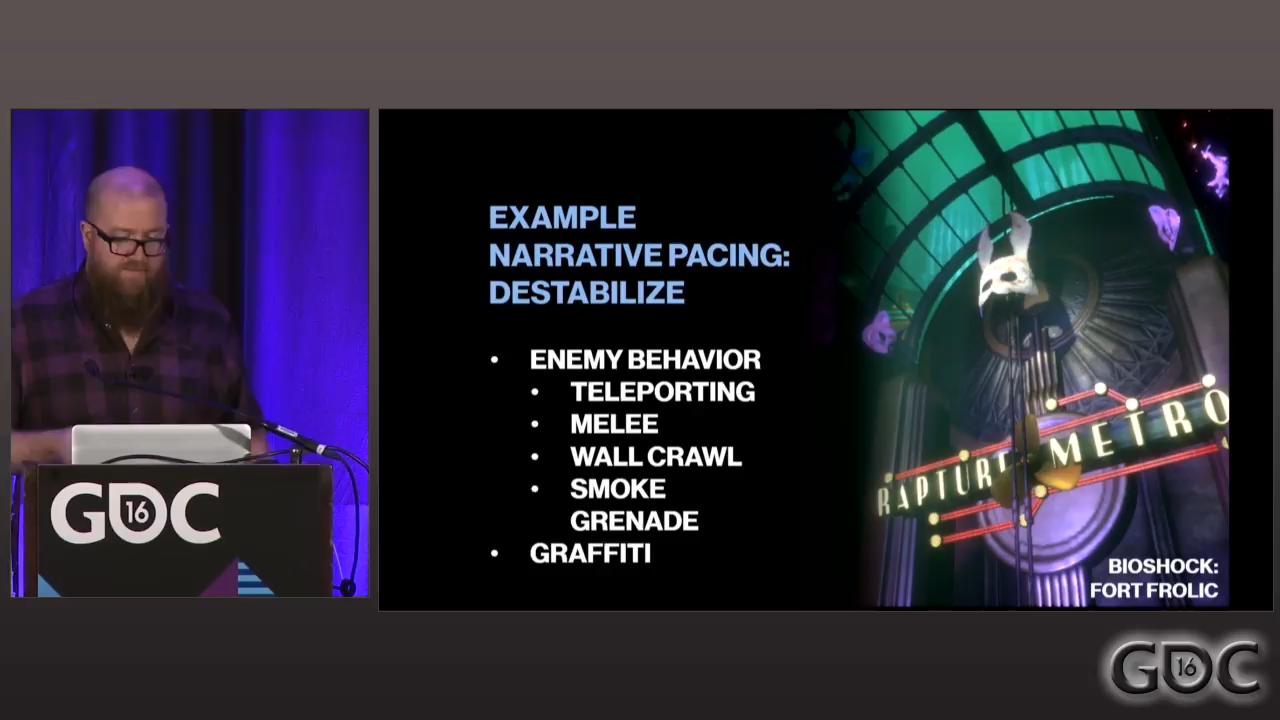 EXAMPLE
NARRATIVE PACING:
DESTABILIZE
• ENEMY BEHAVIOR
• TELEPORTING
• MELEE
• WALL CRAWL
• SMOKE
GRENADE
• GRAFFITI
RAPTURE METRO
BIOSHOCK:
FORT FROLIC
GDC 16
GDC 16